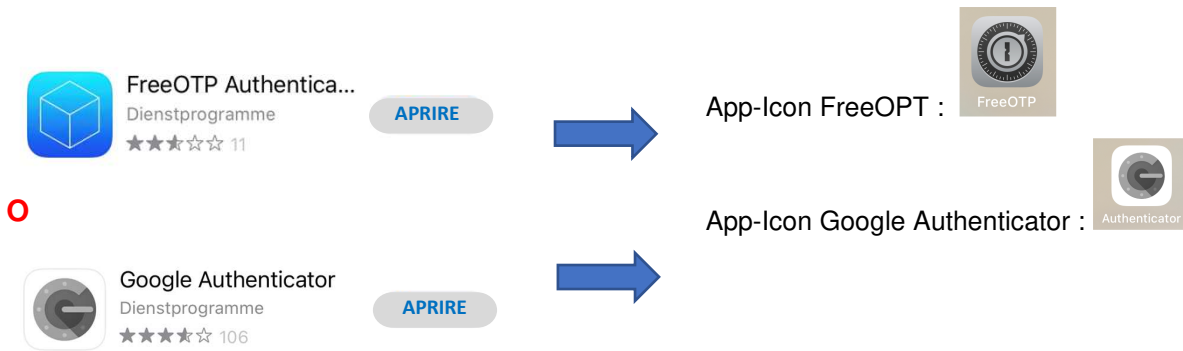 FreeOTP Authentica...
Dienstprogramme
11
APRIRE
App-Icon FreeOPT :
FreeOTP
O
App-Icon Google Authenticator :
Authenticator
Google Authenticator
Dienstprogramme
106
APRIRE